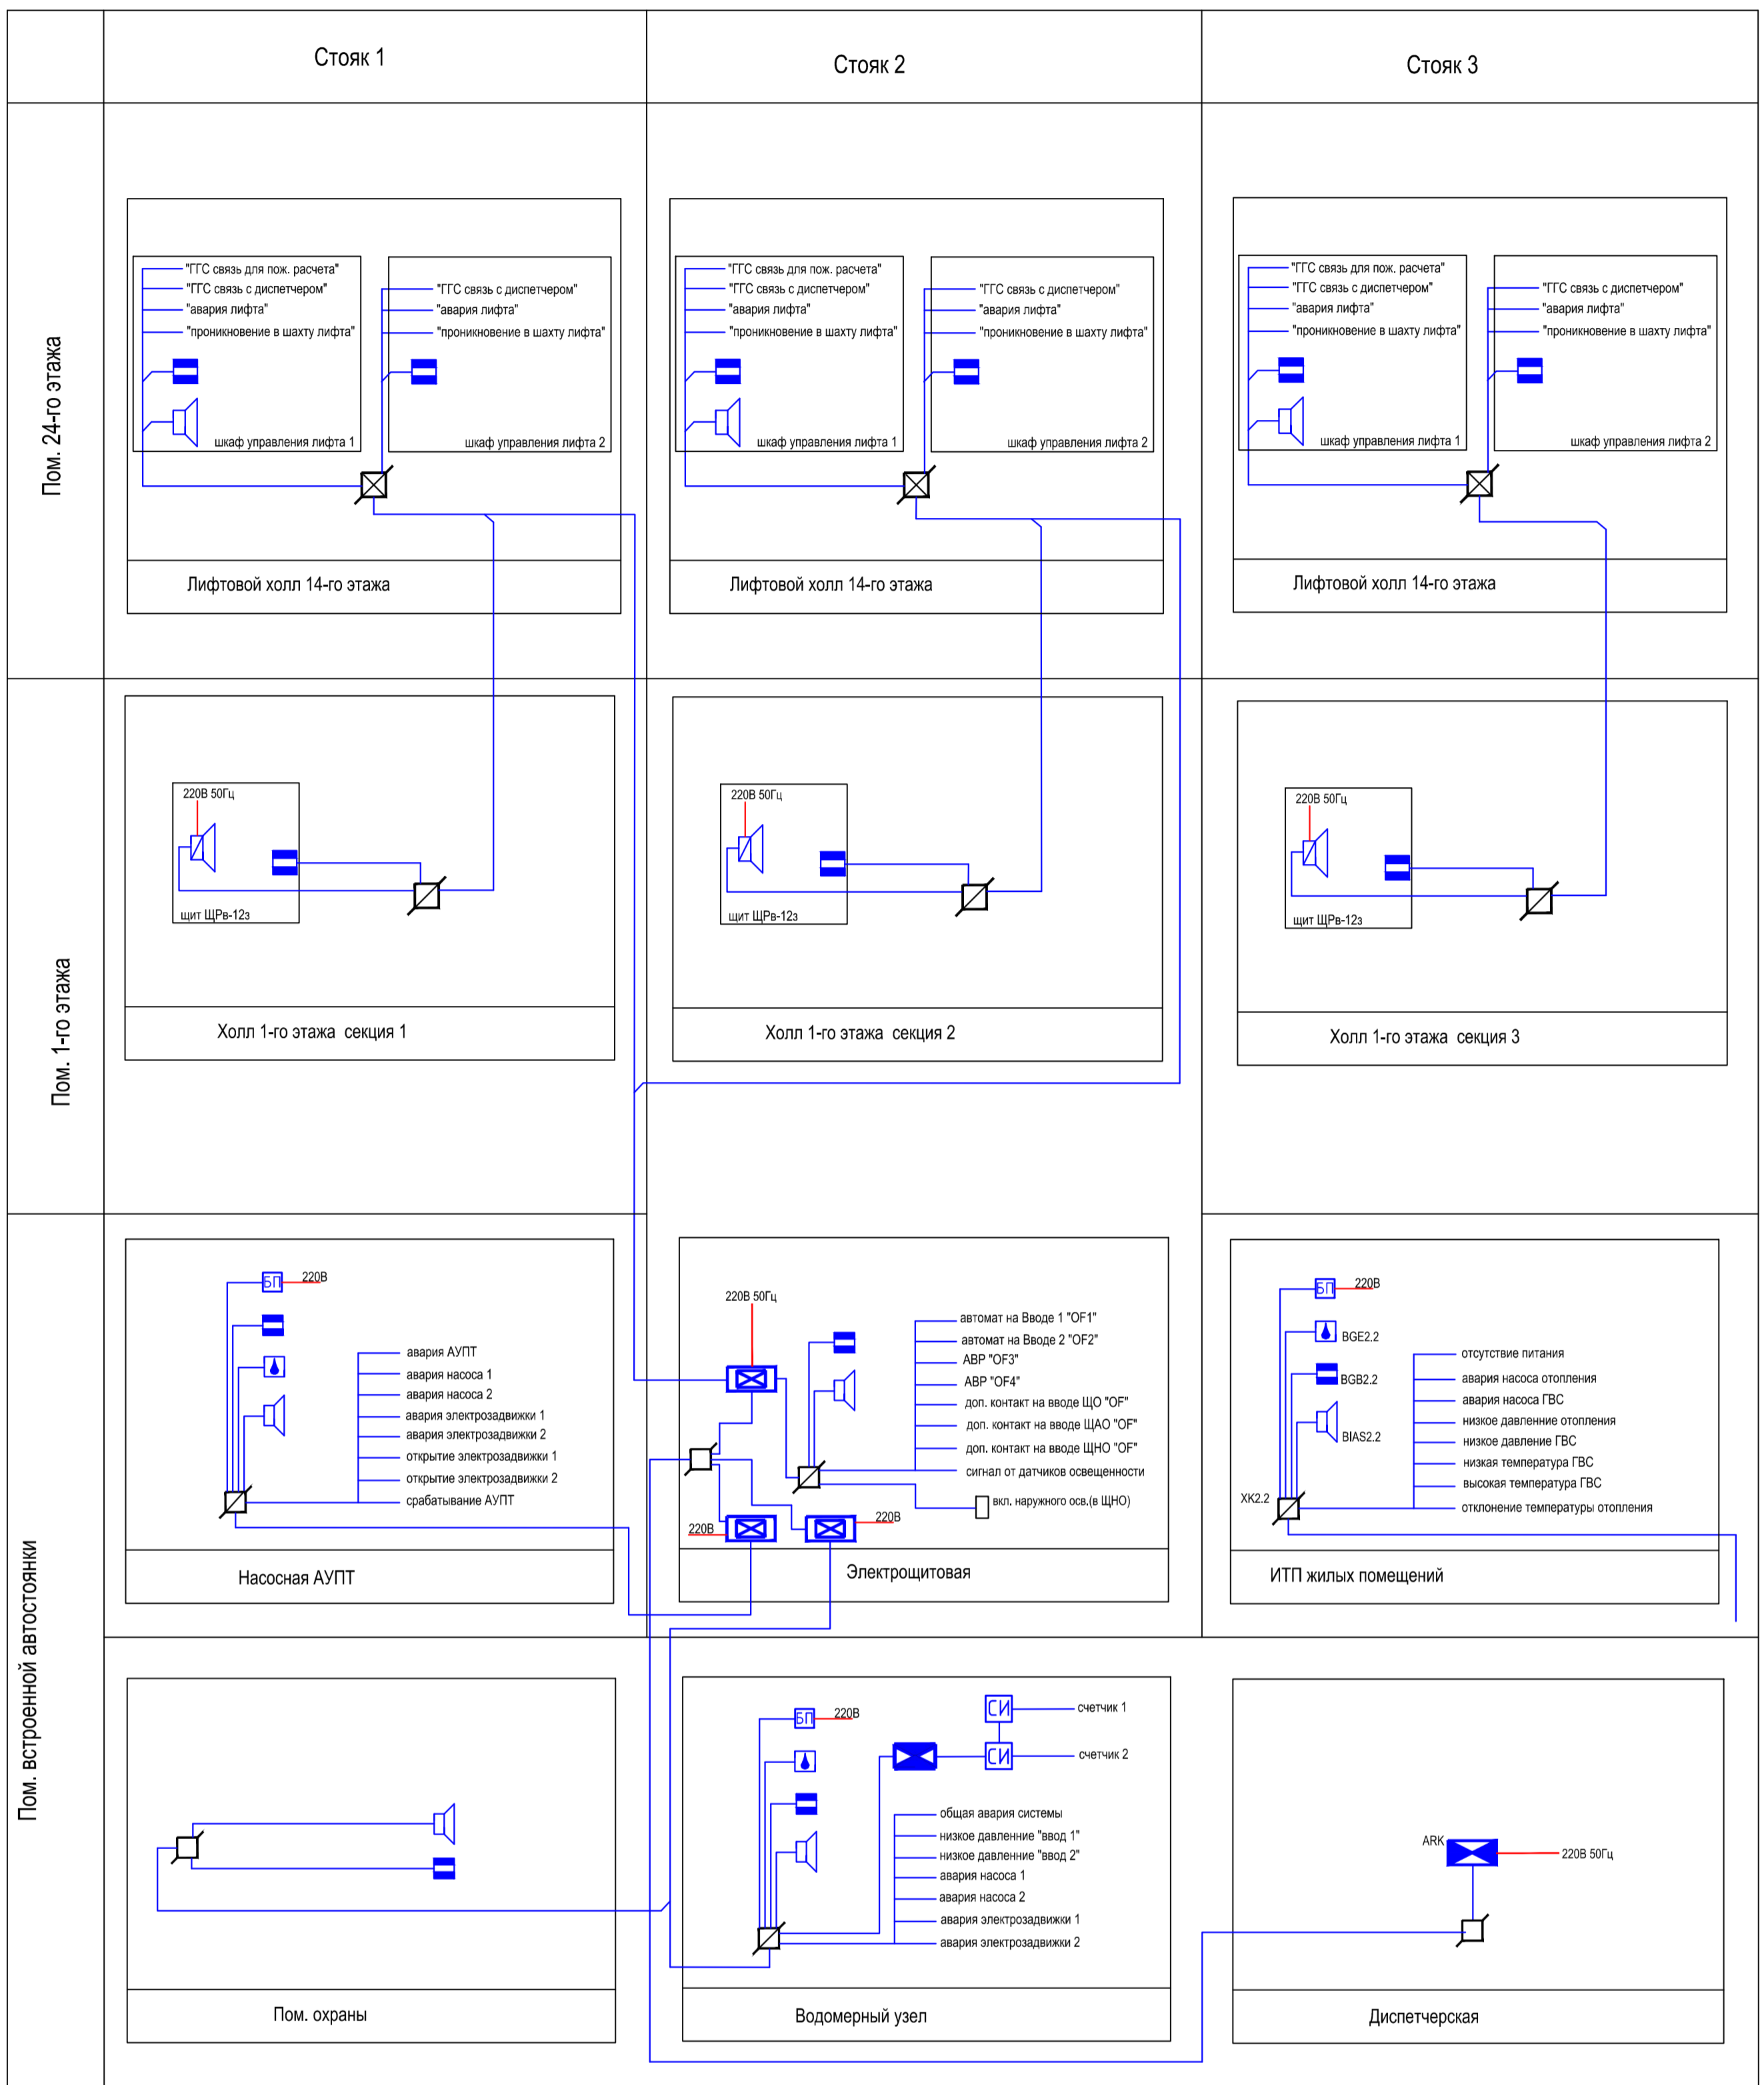 Стояк 1
Стояк 2
Стояк 3
Пом. 24-го этажа
"ГГС связь для пож. расчета"
"ГГС связь с диспетчером"
"авария лифта"
"проникновение в шахту лифта"
шкаф управления лифта 1
"ГГС связь с диспетчером"
"авария лифта"
"проникновение в шахту лифта"
шкаф управления лифта 2
Лифтовой холл 14-го этажа
"ГГС связь для пож. расчета"
"ГГС связь с диспетчером"
"авария лифта"
"проникновение в шахту лифта"
шкаф управления лифта 1
"ГГС связь с диспетчером"
"авария лифта"
"проникновение в шахту лифта"
шкаф управления лифта 2
Лифтовой холл 14-го этажа
"ГГС связь для пож. расчета"
"ГГС связь с диспетчером"
"авария лифта"
"проникновение в шахту лифта"
шкаф управления лифта 1
"ГГС связь с диспетчером"
"авария лифта"
"проникновение в шахту лифта"
шкаф управления лифта 2
Лифтовой холл 14-го этажа
Пом. 1-го этажа
220В 50Гц
щит ЩРв-12з
Холл 1-го этажа секция 1
220В 50Гц
щит ЩРв-12з
Холл 1-го этажа секция 2
220В 50Гц
щит ЩРв-12з
Холл 1-го этажа секция 3
Пом. встроенной автостоянки
БП
220В
авария АУПТ
авария насоса 1
авария насоса 2
авария электрозадвижки 1
авария электрозадвижки 2
открытие электрозадвижки 1
открытие электрозадвижки 2
срабатывание АУПТ
Насосная АУПТ
220В 50Гц
автомат на Вводе 1 "OF1"
автомат на Вводе 2 "OF2"
АВР "OF3"
АВР "OF4"
доп. контакт на вводе ЩО "OF"
доп. контакт на вводе ЩАО "OF"
доп. контакт на вводе ЩНО "OF"
сигнал от датчиков освещенности
вкл. наружного осв.(в ЩНО)
220В
220В
Электрощитовая
БП
220В
BGE2.2
BGB2.2
BIAS2.2
ХК2.2
отсутствие питания
авария насоса отопления
авария насоса ГВС
низкое давление отопления
низкое давление ГВС
низкая температура ГВС
высокая температура ГВС
отклонение температуры отопления
ИТП жилых помещений
Пом. охраны
БП
220В
СИ
счетчик 1
СИ
счетчик 2
общая авария системы
низкое давленние "ввод 1"
низкое давленние "ввод 2"
авария насоса 1
авария насоса 2
авария электрозадвижки 1
авария электрозадвижки 2
Водомерный узел
ARK
220В 50Гц
Диспетчерская